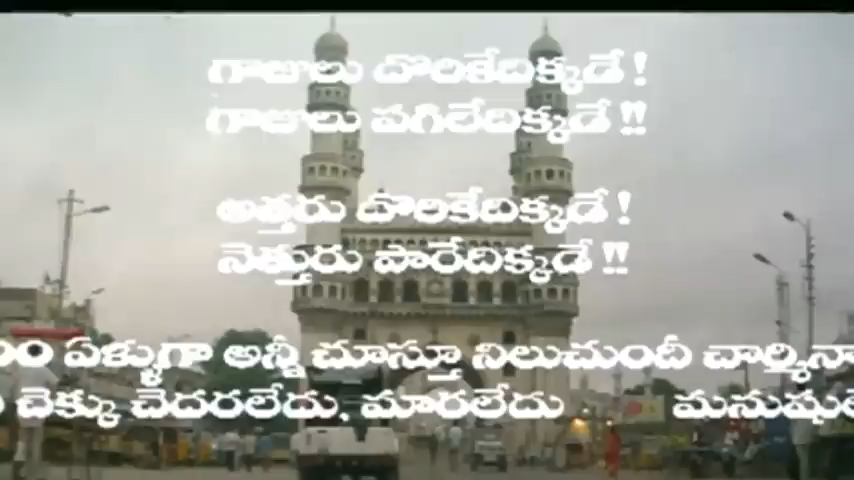 గాజులు దొరికేదిక్కడే !
గాజులు పగిలేదిక్కడే !!
అత్తరు దొరికేదిక్కడే !
నెత్తురు పారేదిక్కడే !!
ఏళ్ళుగా అన్నీ చూస్తూ నిలుచుందీ
చెక్కు చెదరలేదు. మారలేదు